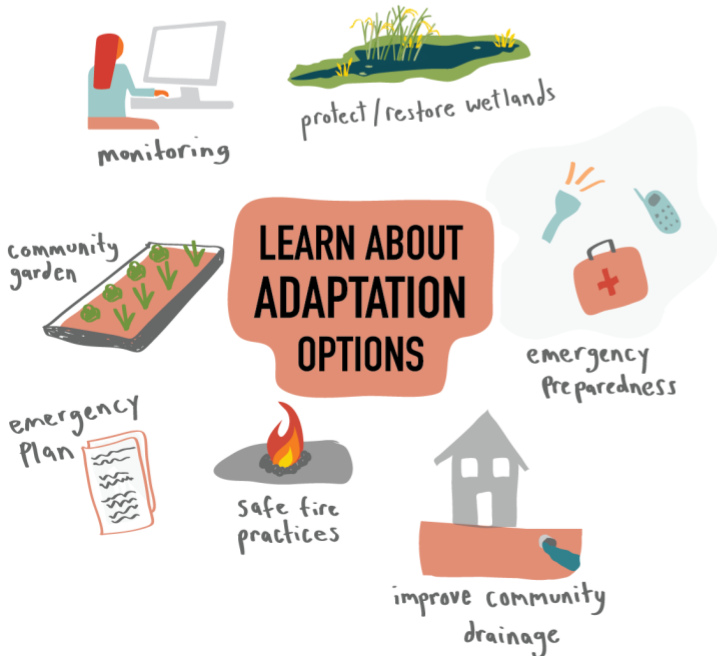 monitoring
protect/restore wetlands
community
garden
LEARN ABOUT
ADAPTATION
OPTIONS
emergency
Preparedness
emergency
Plan
safe fire
practices
improve community
drainage